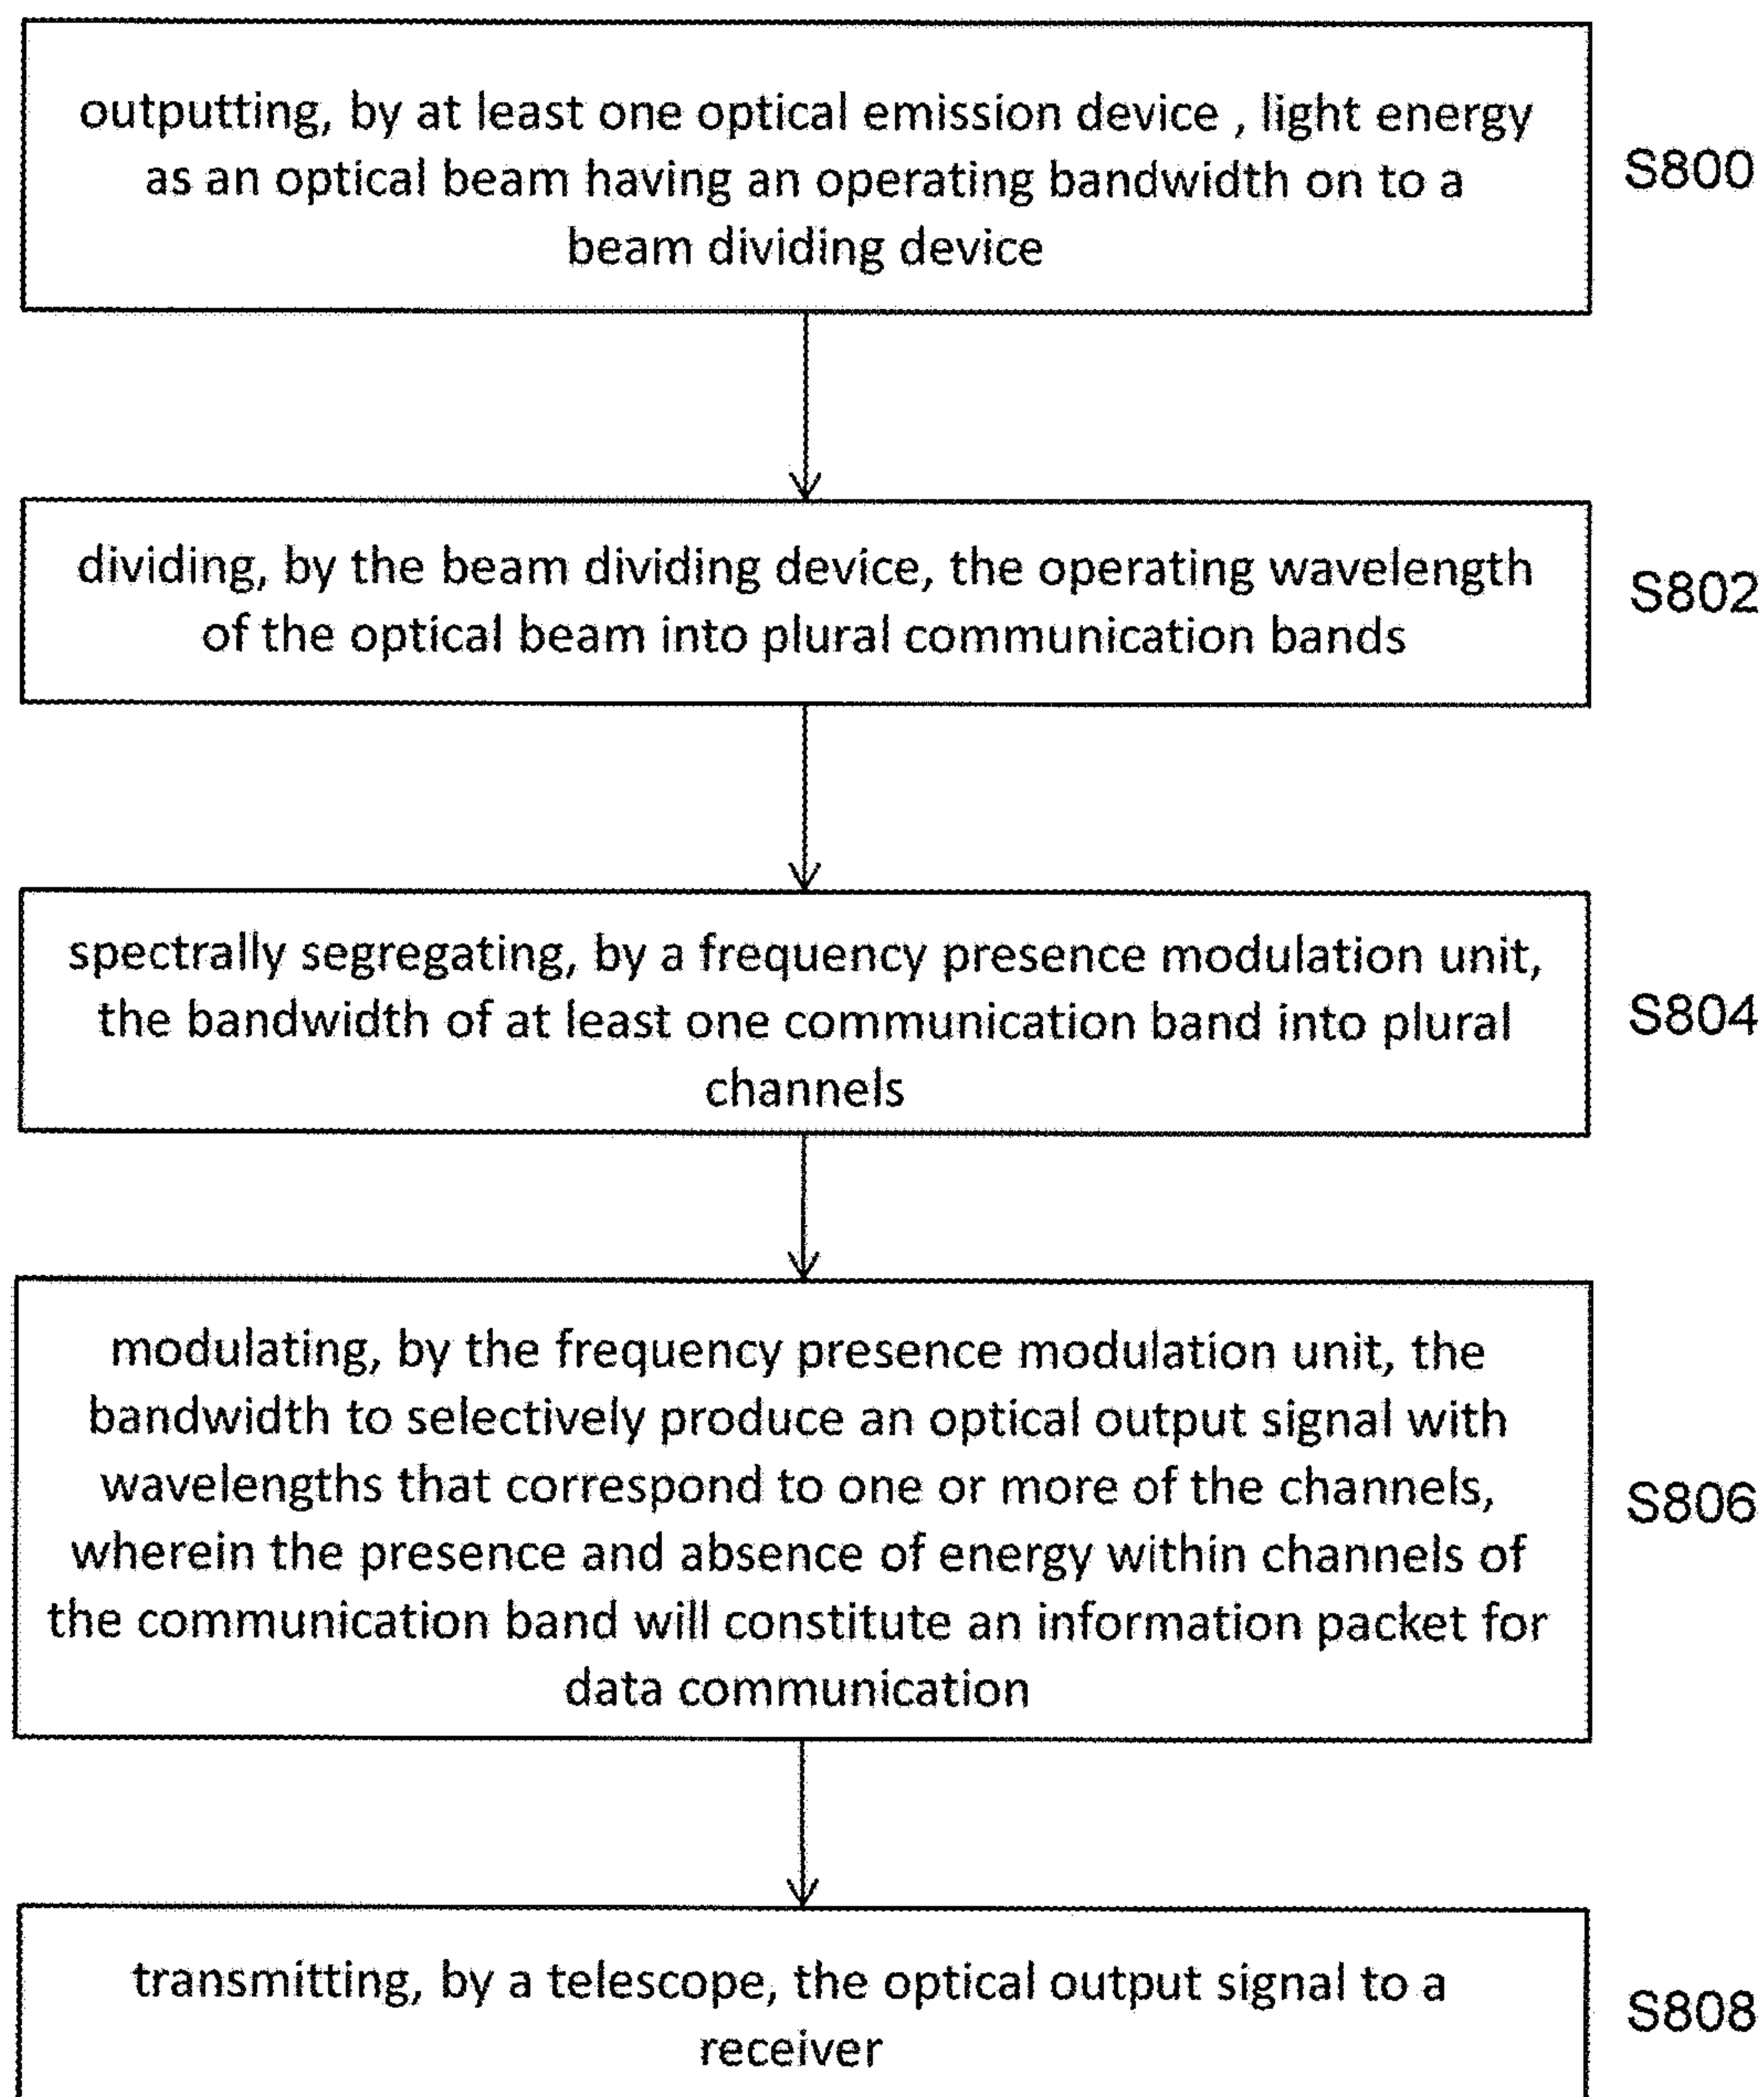 outputting, by at least one optical emission device , light energy
as an optical beam having an operating bandwidth on to a
beam dividing device
S800
dividing, by the beam dividing device, the operating wavelength
of the optical beam into plural communication bands
S802
spectrally segregating, by a frequency presence modulation unit,
the bandwidth of at least one communication band into plural
channels
S804
modulating, by the frequency presence modulation unit, the
bandwidth to selectively produce an optical output signal with
wavelengths that correspond to one or more of the channels,
wherein the presence and absence of energy within channels of
the communication band will constitute an information packet for
data communication
S806
transmitting, by a telescope, the optical output signal to a
receiver
S808